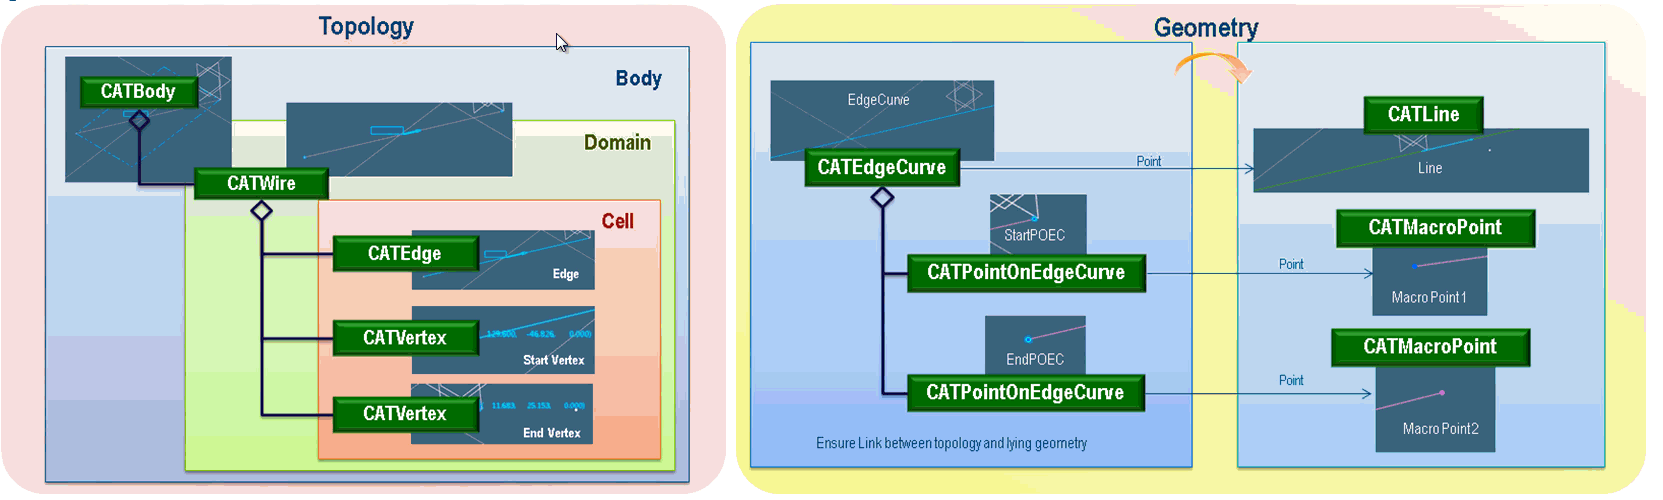 Topology
Body
CATBody
Domain
CATWire
Cell
CATEdge
Edge
CATVertex
-46.826, 0.000)
Start Vertex
CATVertex
11.683, 25.153, 0.000)
End Vertex
Geometry
EdgeCurve
CATEdgeCurve
Point
CATLine
Line
StartPOEC
CATPointOnEdgeCurve
Point
CATMacroPoint
Macro Point1
EndPOEC
CATPointOnEdgeCurve
Point
CATMacroPoint
Macro Point2
Ensure Link between topology and lying geometry